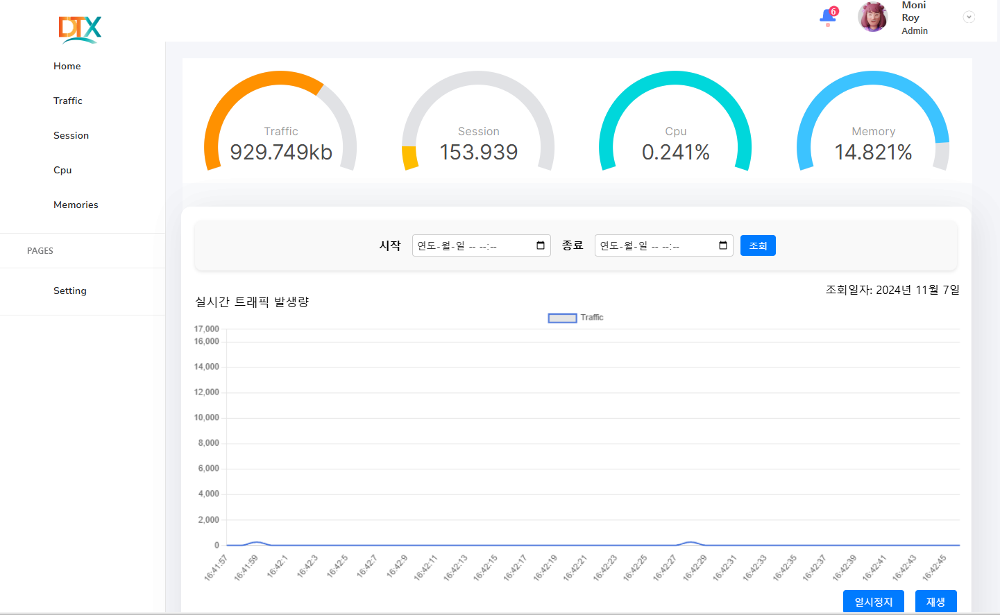 DTX
6
Moni
Roy
Admin
Home
Traffic
Session
Cpu
Memories
PAGES
Setting
Traffic
929.749kb
Session
153.939
Cpu
0.241%
Memory
14.821%
시작 연도-월-일 -- --:-- 종료 연도-월-일 -- --:-- 조회
조회일자: 2024년 11월 7일
실시간 트래픽 발생량
Traffic
17,000
16,000
14,000
12,000
10,000
8,000
6,000
4,000
2,000
0
16:41:57 16:41:59 16:42:1 16:42:3 16:42:5 16:42:7 16:42:9 16:42:11 16:42:13 16:42:15 16:42:17 16:42:19 16:42:21 16:42:23 16:42:25 16:42:27 16:42:29 16:42:31 16:42:33 16:42:35 16:42:37 16:42:39 16:42:41 16:42:43 16:42:45
일시정지 재생